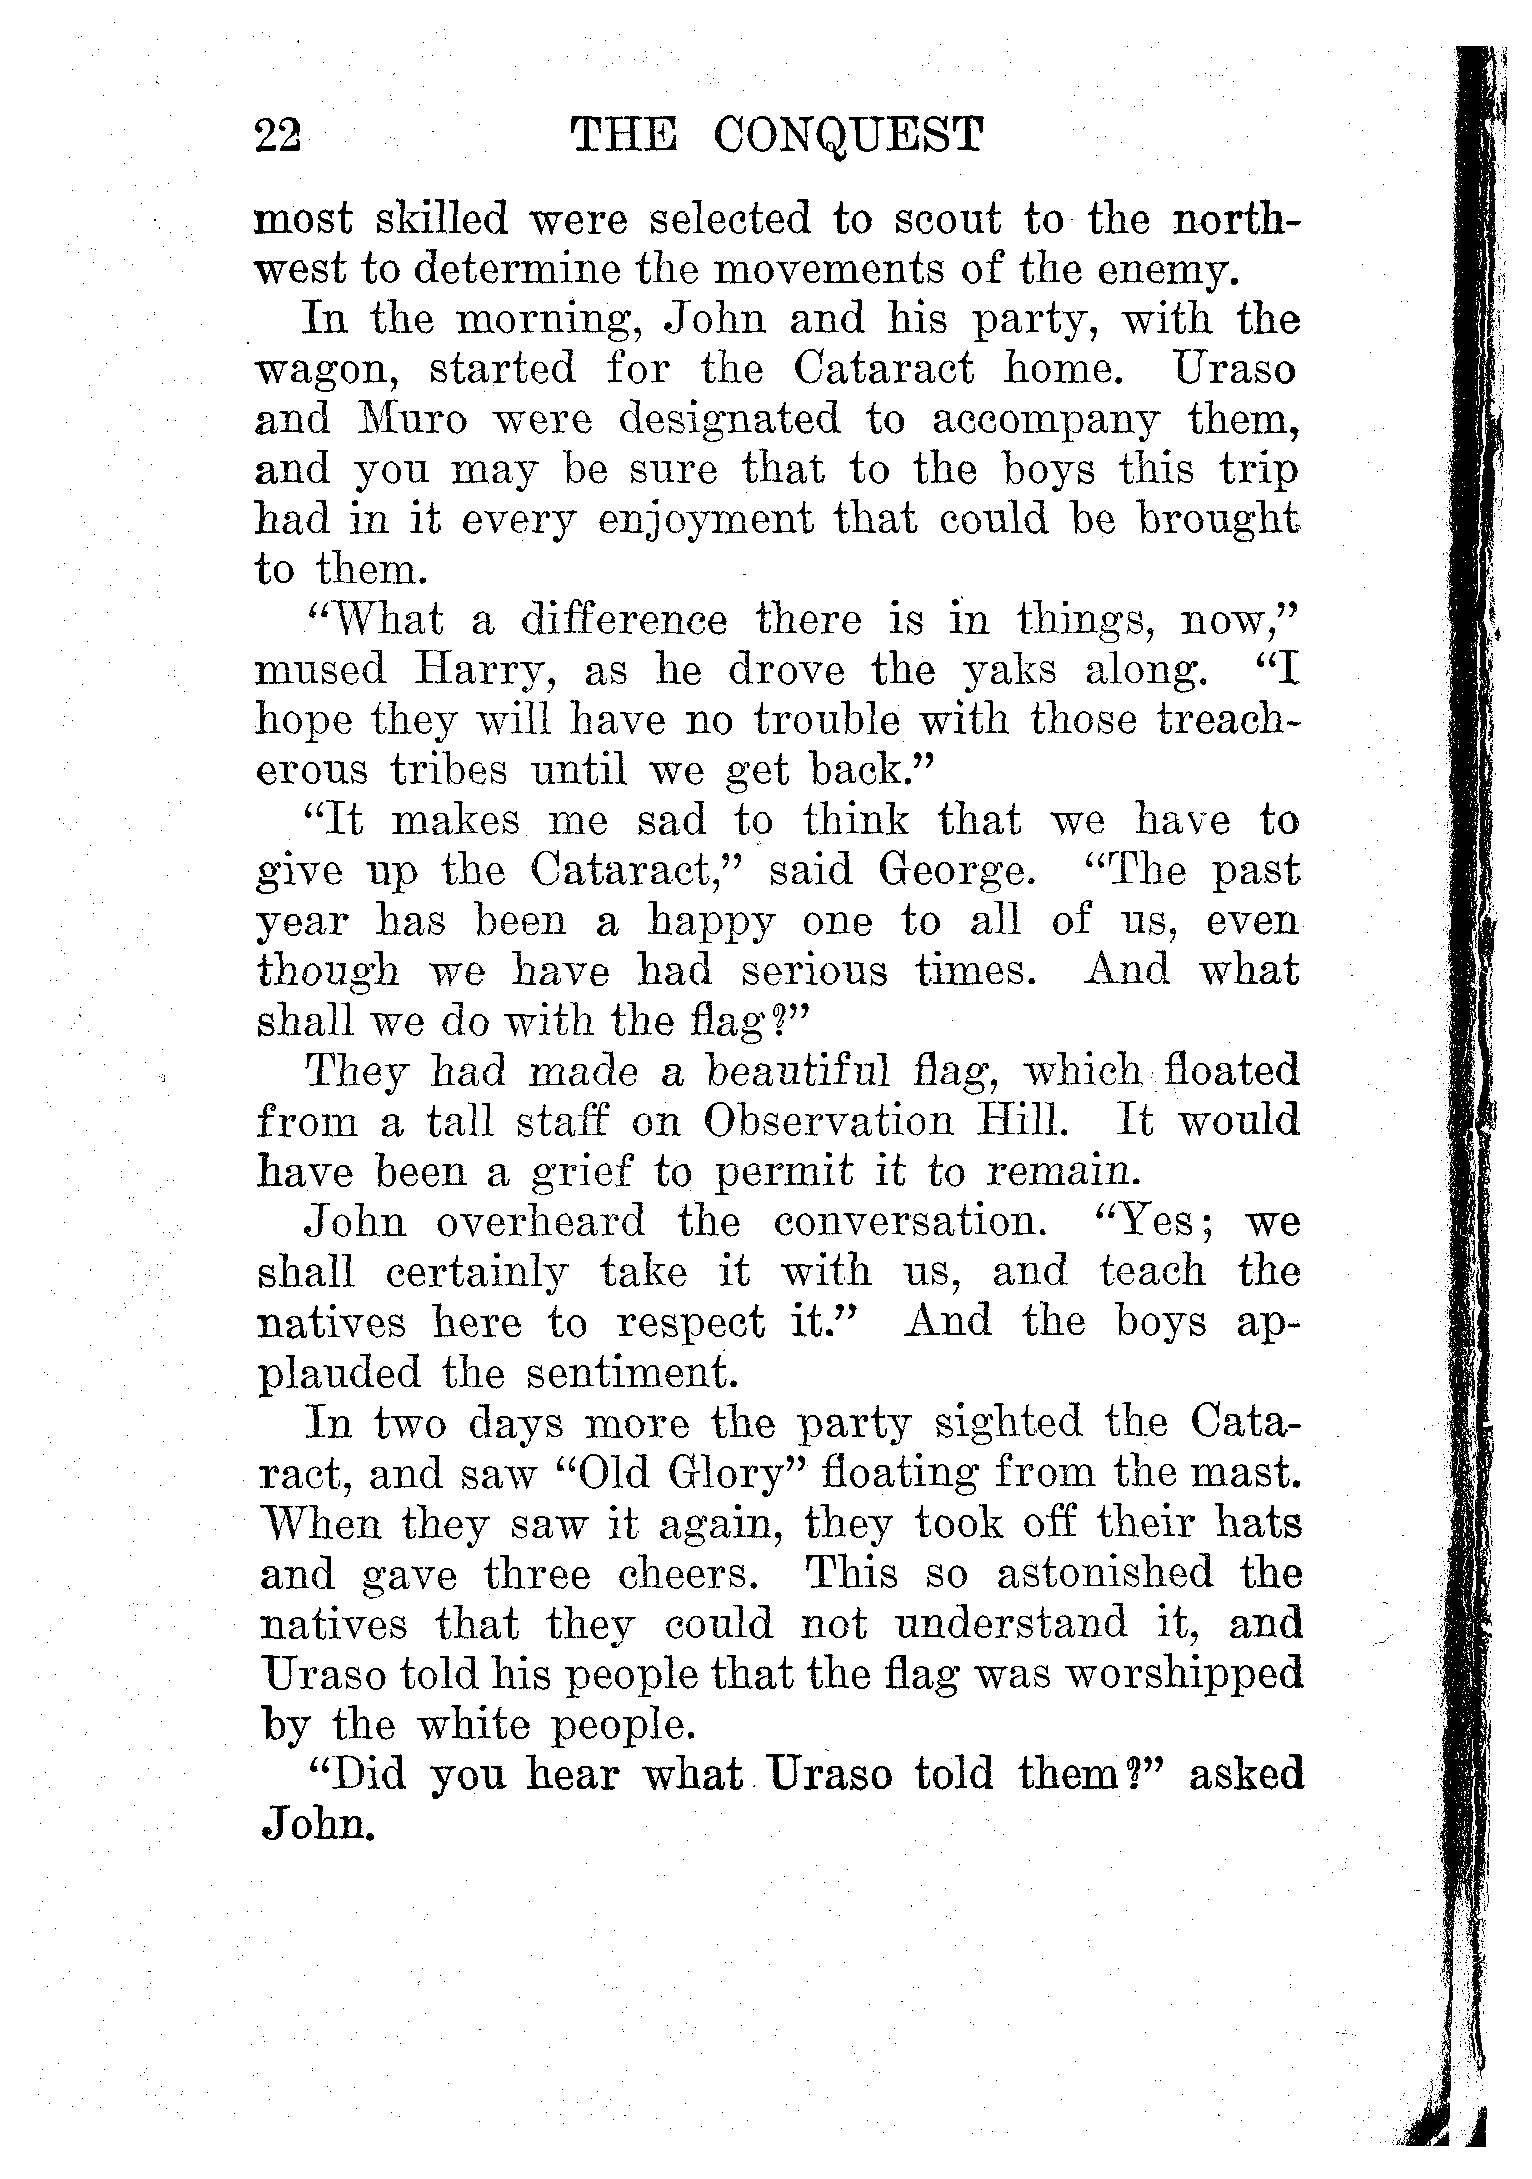 22 THE CONQUEST
most skilled were selected to scout to the north-
west to determine the movements of the enemy.
In the morning, John and his party, with the
wagon, started for the Cataract home. Uraso
and Muro were designated to accompany them,
and you may be sure that to the boys this trip
had in it every enjoyment that could be brought
to them.
“What a difference there is in things, now,”
mused Harry, as he drove the yaks along. “I
hope they will have no trouble with those treach-
erous tribes until we get back.”
“It makes me sad to think that we have to
give up the Cataract,” said George. “The past
year has been a happy one to all of us, even
though we have had serious times. And what
shall we do with the flag?”
They had made a beautiful flag, which floated
from a tall staff on Observation Hill. It would
have been a grief to permit it to remain.
John overheard the conversation. “Yes; we
shall certainly take it with us, and teach the
natives here to respect it.” And the boys ap-
plauded the sentiment.
In two days more the party sighted the Cata-
ract, and saw “Old Glory” floating from the mast.
When they saw it again, they took off their hats
and gave three cheers. This so astonished the
natives that they could not understand it, and
Uraso told his people that the flag was worshipped
by the white people.
“Did you hear what Uraso told them?” asked
John.